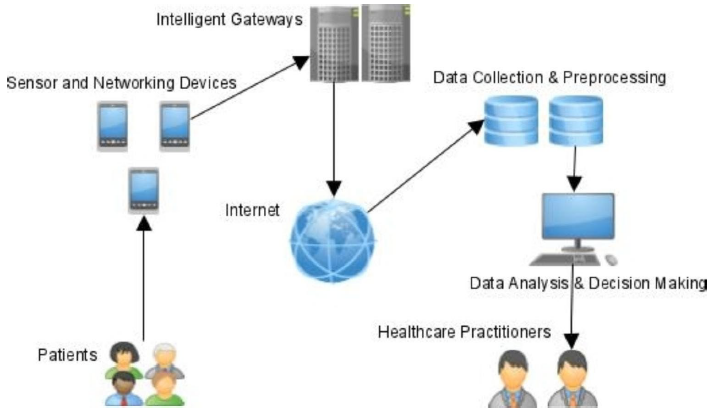 Intelligent Gateways
Data Collection & Preprocessing
Sensor and Networking Devices
Internet
Data Analysis & Decision Making
Healthcare Practitioners
Patients